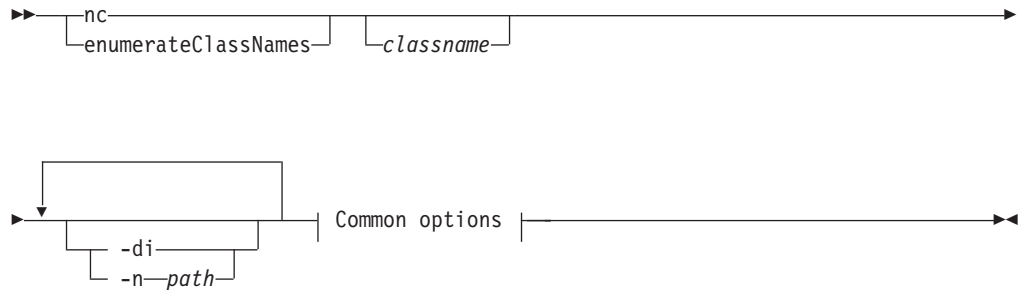 nc
enumerateClassNames
classname
-di
-n path
Common options